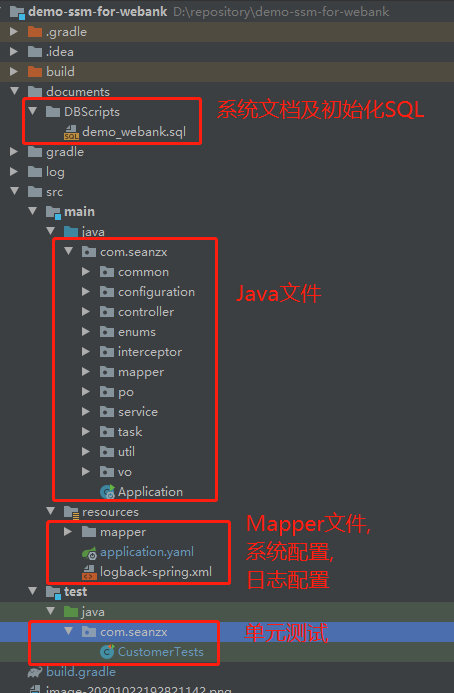 demo-ssm-for-webank D:\repository\demo-ssm-for-webank
.gradle
.idea
build
documents
DBScripts
系统文档及初始化SQL
demo_webank.sql
gradle
log
src
main
java
com.seanzx
common
configuration
Java文件
controller
enums
interceptor
mapper
po
service
task
util
vo
Application
resources
Mapper文件,
mapper
系统配置,
application.yaml
日志配置
logback-spring.xml
test
java
com.seanzx
单元测试
CustomerTests
build.gradle
image-20201022192821142.png